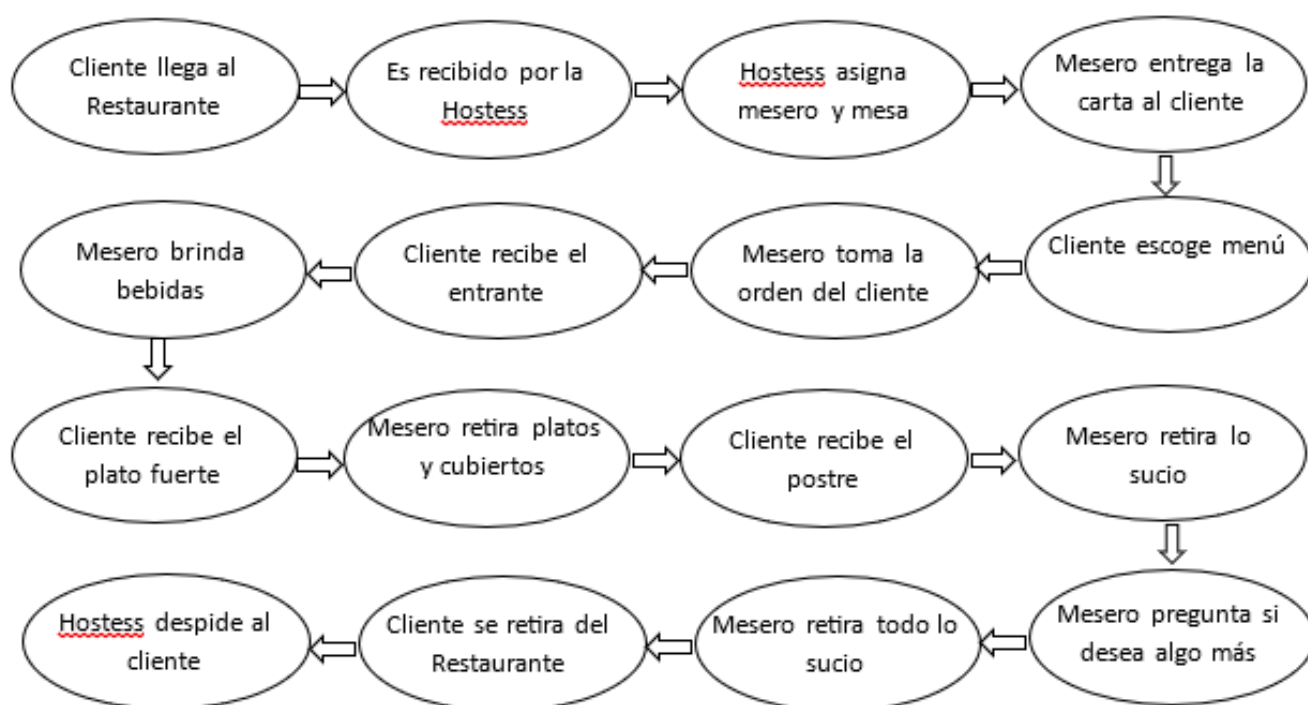 Cliente llega al
Restaurante
Es recibido por la
Hostess
Hostess asigna
mesero y mesa
Mesero entrega la
carta al cliente
Cliente escoge menú
Mesero toma la
orden del cliente
Cliente recibe el
entrante
Mesero brinda
bebidas
Cliente recibe el
plato fuerte
Mesero retira platos
y cubiertos
Cliente recibe el
postre
Mesero retira lo
sucio
Mesero pregunta si
desea algo más
Mesero retira todo lo
sucio
Cliente se retira del
Restaurante
Hostess despide al
cliente